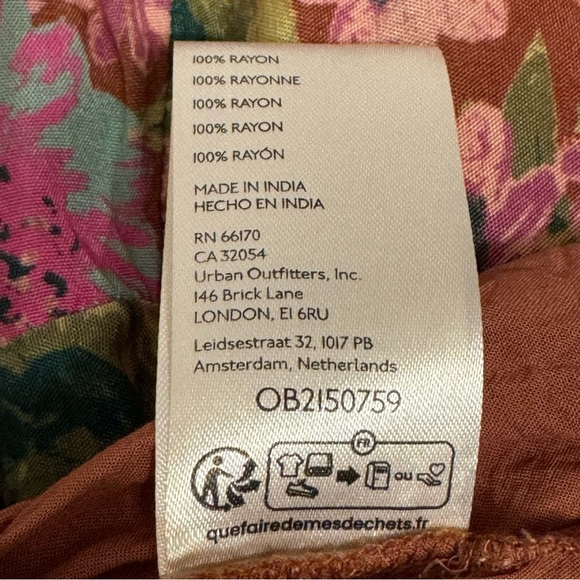 100% RAYON
100% RAYONNE
100% RAYON
100% RAYON
100% RAYÓN
MADE IN INDIA
HECHO EN INDIA
RN 66170
CA 32054
Urban Outfitters, Inc.
146 Brick Lane
LONDON, E1 6RU
Leidsestraat 32, 1017 PB
Amsterdam, Netherlands
OB2150759
FR
ou
quefairedemesdechets.fr